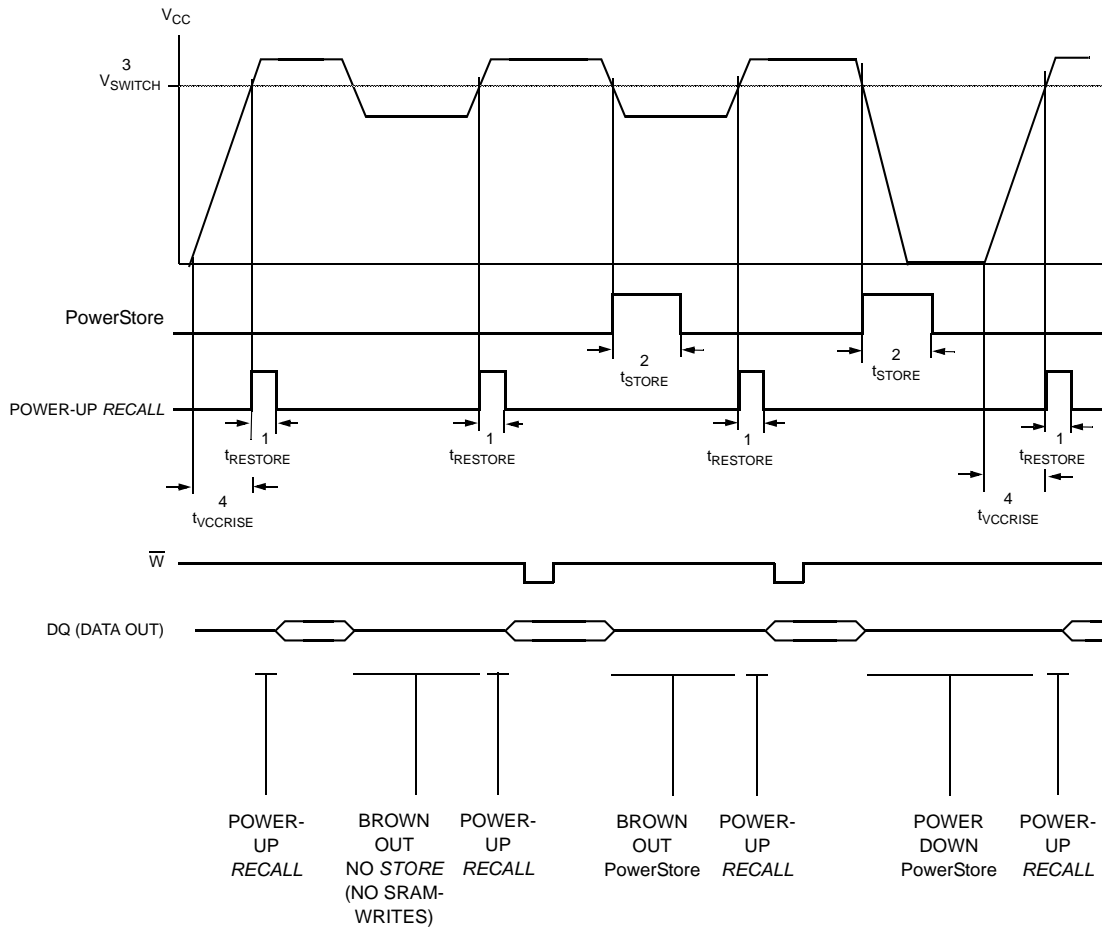 VCC
3
VSWITCH
PowerStore
2
tSTORE
2
tSTORE
POWER-UP RECALL
1
tRESTORE
1
tRESTORE
1
tRESTORE
1
tRESTORE
4
tVCCRISE
4
tVCCRISE
W
DQ (DATA OUT)
POWER-
UP
RECALL
BROWN
OUT
NO STORE
(NO SRAM-
WRITES)
POWER-
UP
RECALL
BROWN
OUT
PowerStore
POWER-
UP
RECALL
POWER
DOWN
PowerStore
POWER-
UP
RECALL